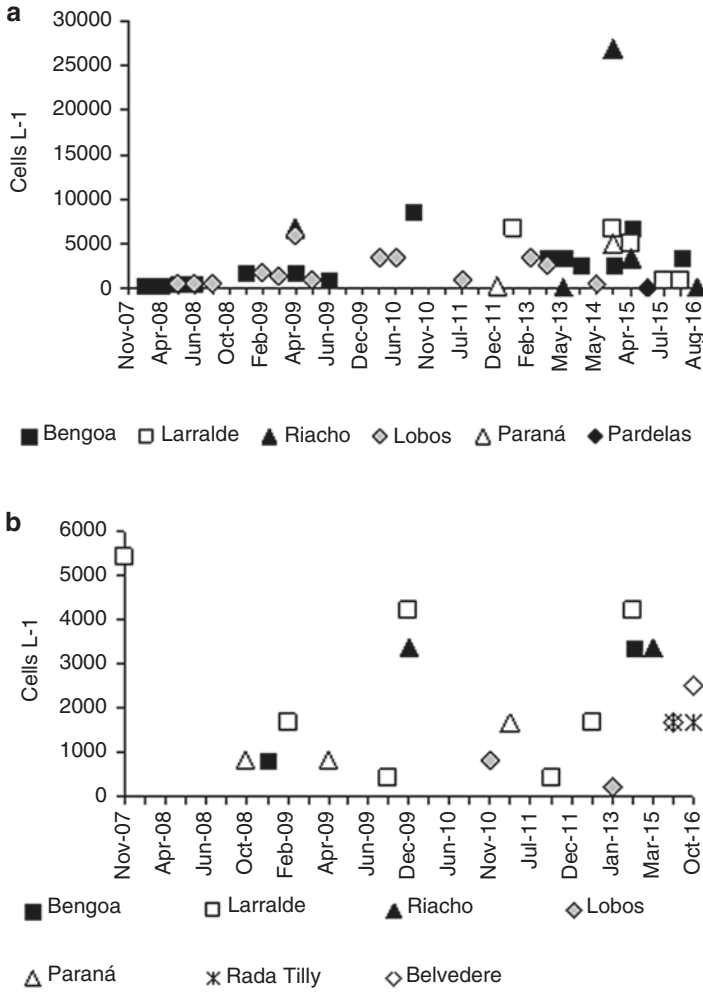 a
Cells L-1
30000
25000
20000
15000
10000
5000
0
Nov-07 Apr-08 Jun-08 Oct-08 Feb-09 Apr-09 Jun-09 Dec-09 Jun-10 Nov-10 Jul-11 Dec-11 Feb-13 May-13 May-14 Apr-15 Jul-15 Aug-16
Bengoa Larralde Riacho Lobos Paraná Pardelas
b
Cells L-1
6000
5000
4000
3000
2000
1000
0
Nov-07 Apr-08 Jun-08 Oct-08 Feb-09 Apr-09 Jun-09 Dec-09 Jun-10 Nov-10 Jul-11 Dec-11 Jan-13 Mar-15 Oct-16
Bengoa Larralde Riacho Lobos
Paraná Rada Tilly Belvedere